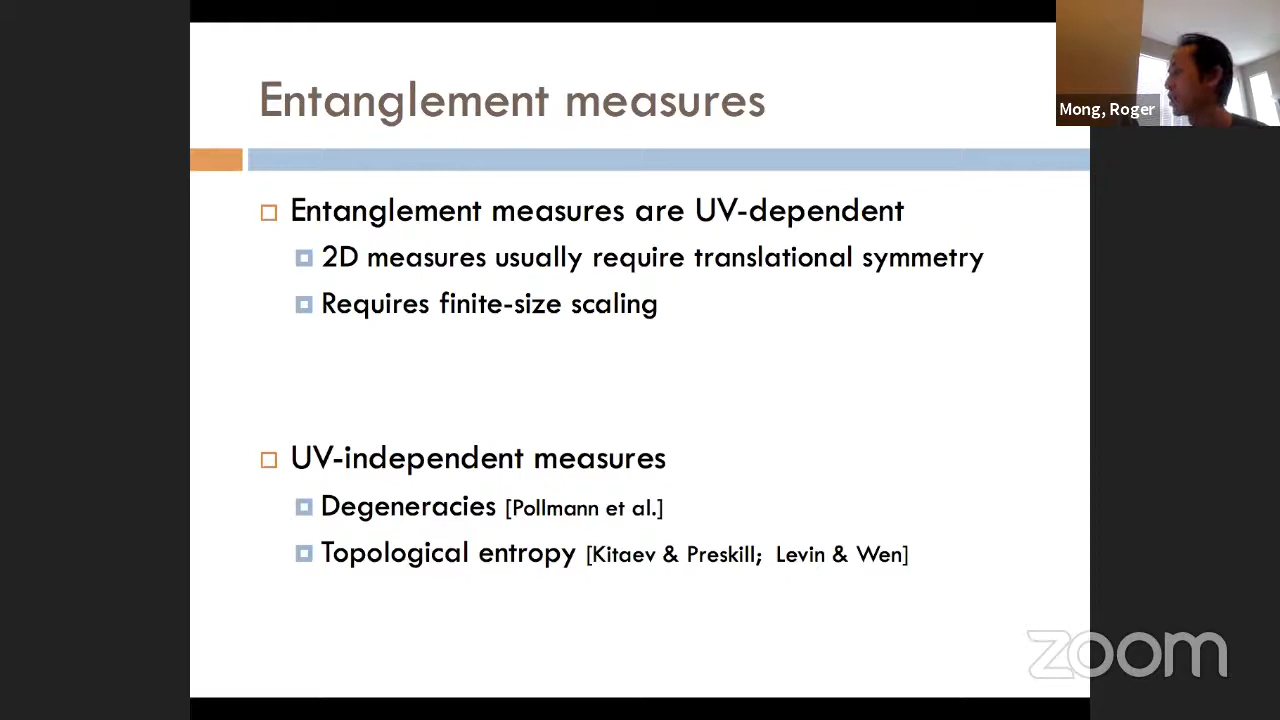 Entanglement measures
Mong, Roger
Entanglement measures are UV-dependent
2D measures usually require translational symmetry
Requires finite-size scaling
UV-independent measures
Degeneracies [Pollmann et al.]
Topological entropy [Kitaev & Preskill; Levin & Wen]
zoom